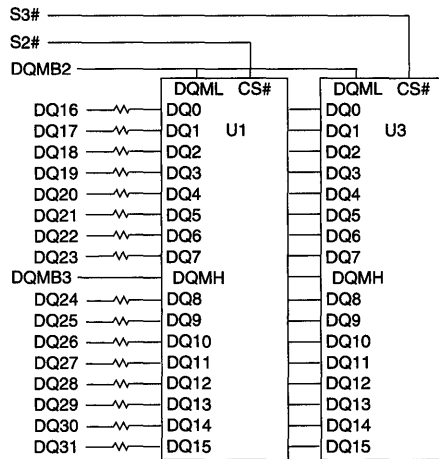 S3#
S2#
DQMB2
DQML CS# DQML CS#
DQ16 DQ0 DQ0
DQ17 DQ1 U1 DQ1 U3
DQ18 DQ2 DQ2
DQ19 DQ3 DQ3
DQ20 DQ4 DQ4
DQ21 DQ5 DQ5
DQ22 DQ6 DQ6
DQ23 DQ7 DQ7
DQMB3 DQMH DQMH
DQ24 DQ8 DQ8
DQ25 DQ9 DQ9
DQ26 DQ10 DQ10
DQ27 DQ11 DQ11
DQ28 DQ12 DQ12
DQ29 DQ13 DQ13
DQ30 DQ14 DQ14
DQ31 DQ15 DQ15